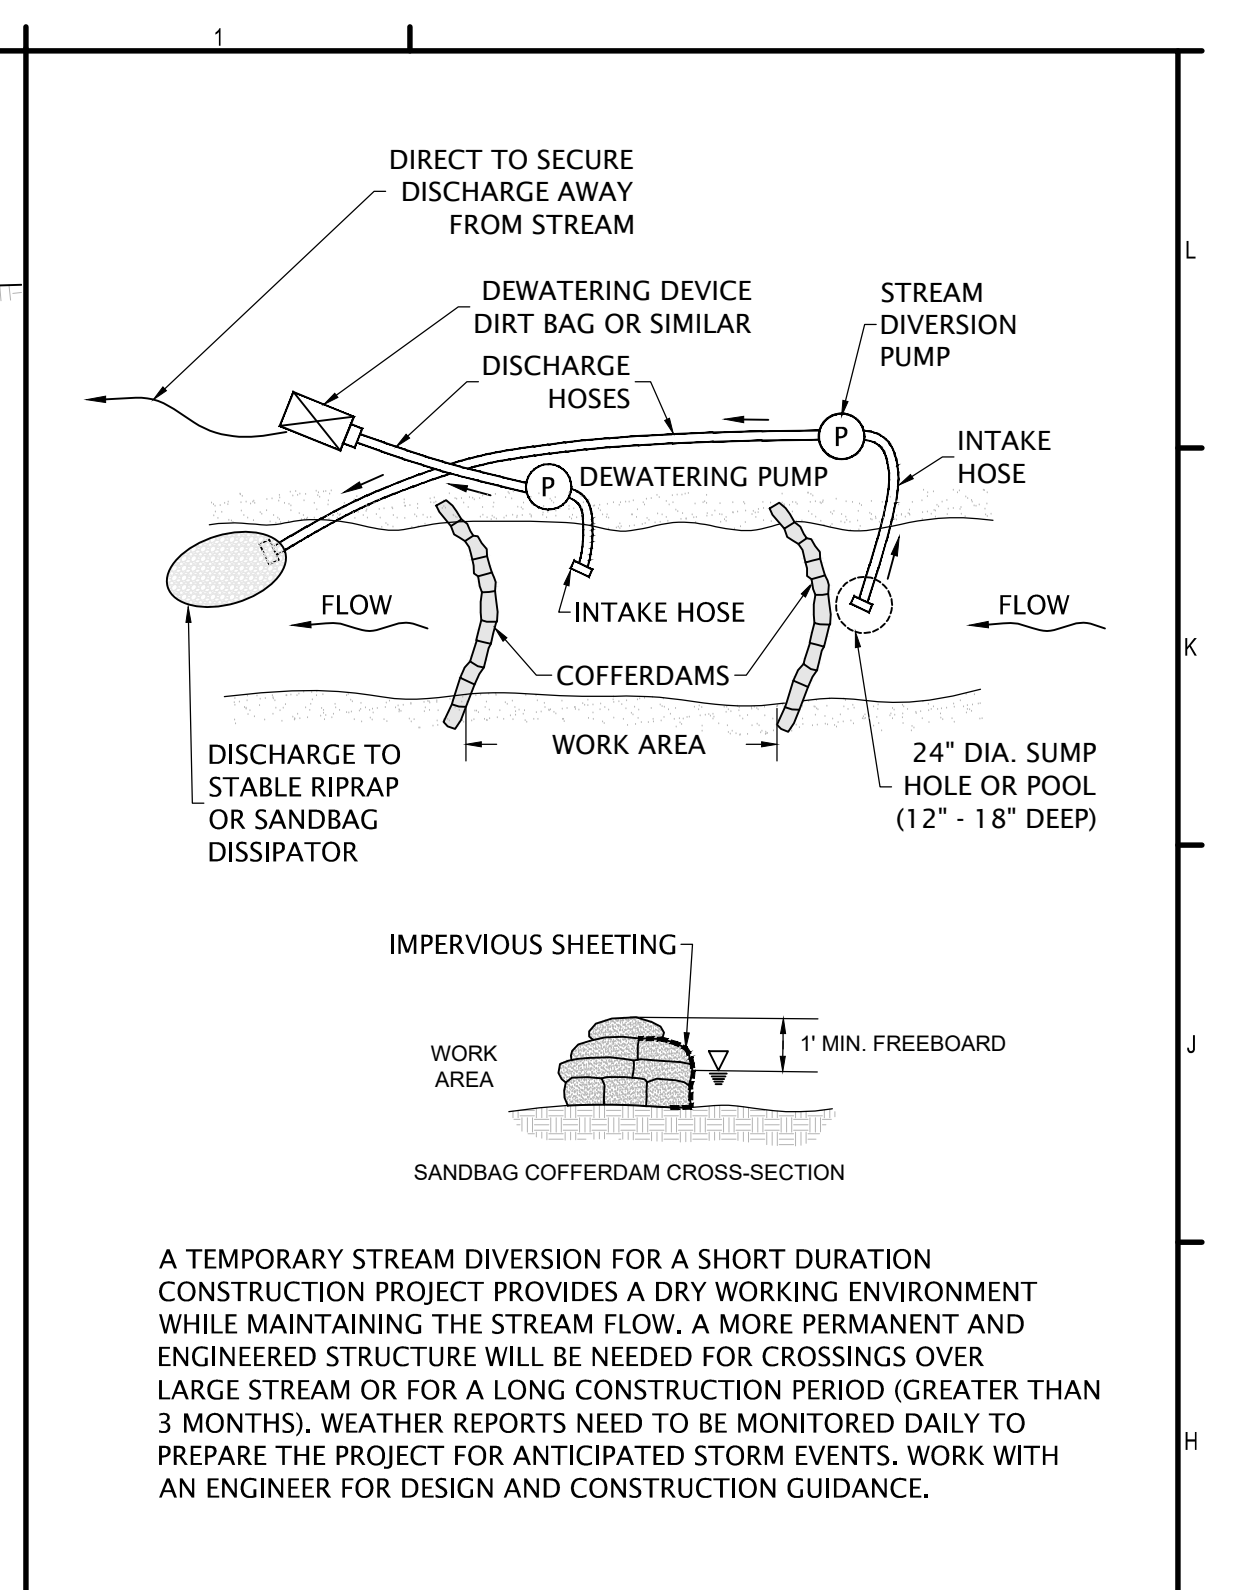 1
DIRECT TO SECURE
DISCHARGE AWAY
FROM STREAM
L
DEWATERING DEVICE
DIRT BAG OR SIMILAR
STREAM
DIVERSION
PUMP
DISCHARGE
HOSES
P
INTAKE
HOSE
P
DEWATERING PUMP
FLOW
INTAKE HOSE
FLOW
K
COFFERDAMS
WORK AREA
DISCHARGE TO
STABLE RIPRAP
OR SANDBAG
DISSIPATOR
24" DIA. SUMP
HOLE OR POOL
(12" - 18" DEEP)
IMPERVIOUS SHEETING
WORK
AREA
1' MIN. FREEBOARD
J
SANDBAG COFFERDAM CROSS-SECTION
A TEMPORARY STREAM DIVERSION FOR A SHORT DURATION
CONSTRUCTION PROJECT PROVIDES A DRY WORKING ENVIRONMENT
WHILE MAINTAINING THE STREAM FLOW. A MORE PERMANENT AND
ENGINEERED STRUCTURE WILL BE NEEDED FOR CROSSINGS OVER
LARGE STREAM OR FOR A LONG CONSTRUCTION PERIOD (GREATER THAN
3 MONTHS). WEATHER REPORTS NEED TO BE MONITORED DAILY TO
PREPARE THE PROJECT FOR ANTICIPATED STORM EVENTS. WORK WITH
AN ENGINEER FOR DESIGN AND CONSTRUCTION GUIDANCE.
H